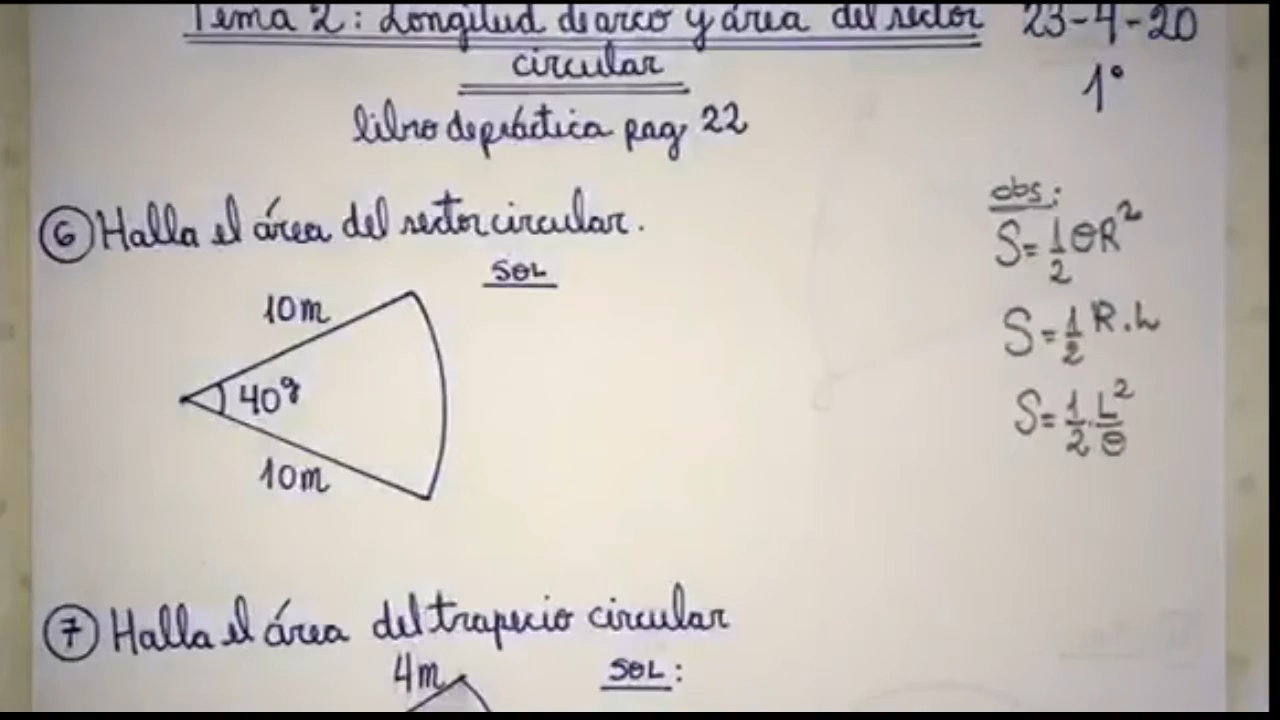 Tema 2: Longitud de arco y área del sector 23-4-20
circular
1°
libro de práctica pag 22
⑥ Halla el área del sector circular.
SOL
10m
40ᵍ
10m
obs:
S=1/2 θR²
S=1/2 R.L
S=1/2.L²/θ
⑦ Halla el área del trapecio circular
SOL:
4m